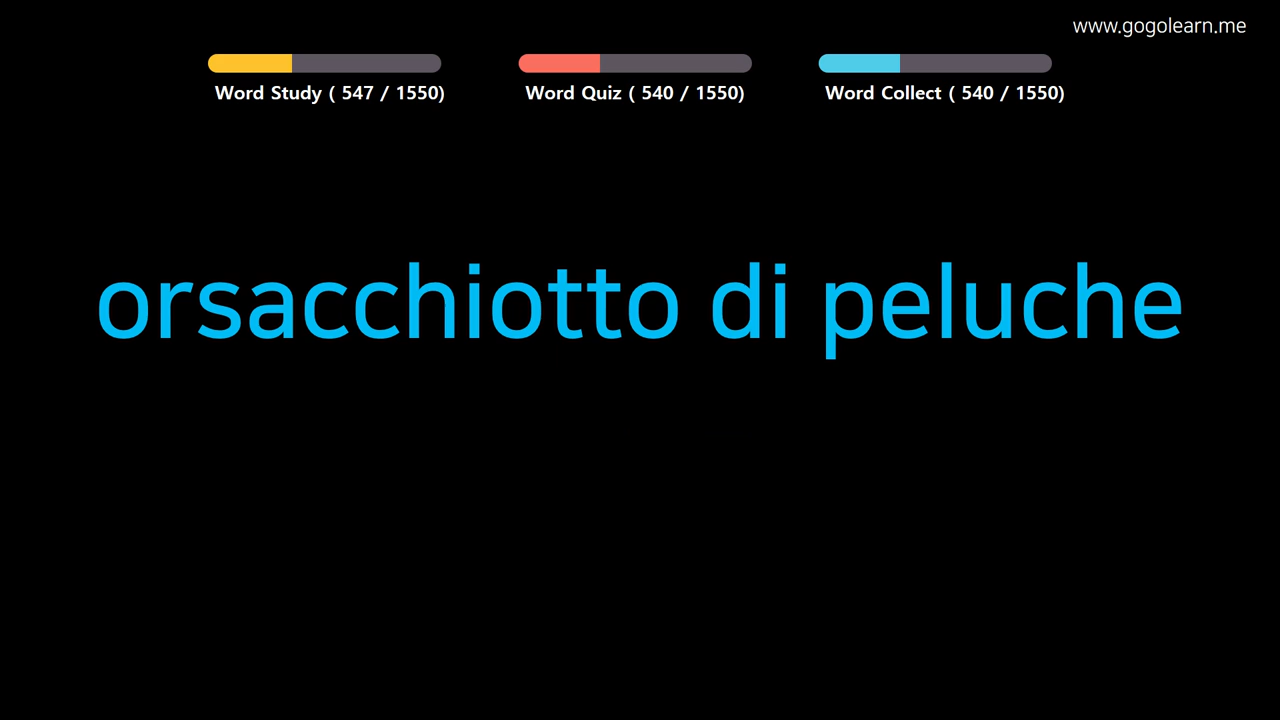 www.gogolearn.me
Word Study ( 547 / 1550)
Word Quiz ( 540 / 1550)
Word Collect ( 540 / 1550)
orsacchiotto di peluche